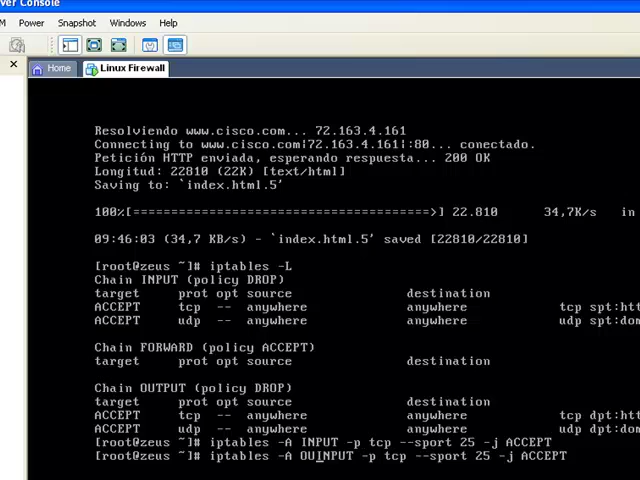 ver Console
M Power Snapshot Windows Help
Home Linux Firewall
Resolviendo www.cisco.com... 72.163.4.161
Connecting to www.cisco.com|72.163.4.161|:80... conectado.
Petición HTTP enviada, esperando respuesta... 200 OK
Longitud: 22810 (22K) [text/html]
Saving to: `index.html.5'
100%[=======================================>] 22.810 34,7K/s in
09:46:03 (34,7 KB/s) - `index.html.5' saved [22810/22810]
[root@zeus ~]# iptables -L
Chain INPUT (policy DROP)
target prot opt source destination
ACCEPT tcp -- anywhere anywhere tcp spt:htt
ACCEPT udp -- anywhere anywhere udp spt:dom
Chain FORWARD (policy ACCEPT)
target prot opt source destination
Chain OUTPUT (policy DROP)
target prot opt source destination
ACCEPT tcp -- anywhere anywhere tcp dpt:htt
ACCEPT udp -- anywhere anywhere udp dpt:dom
[root@zeus ~]# iptables -A INPUT -p tcp --sport 25 -j ACCEPT
[root@zeus ~]# iptables -A OUINPUT -p tcp --sport 25 -j ACCEPT